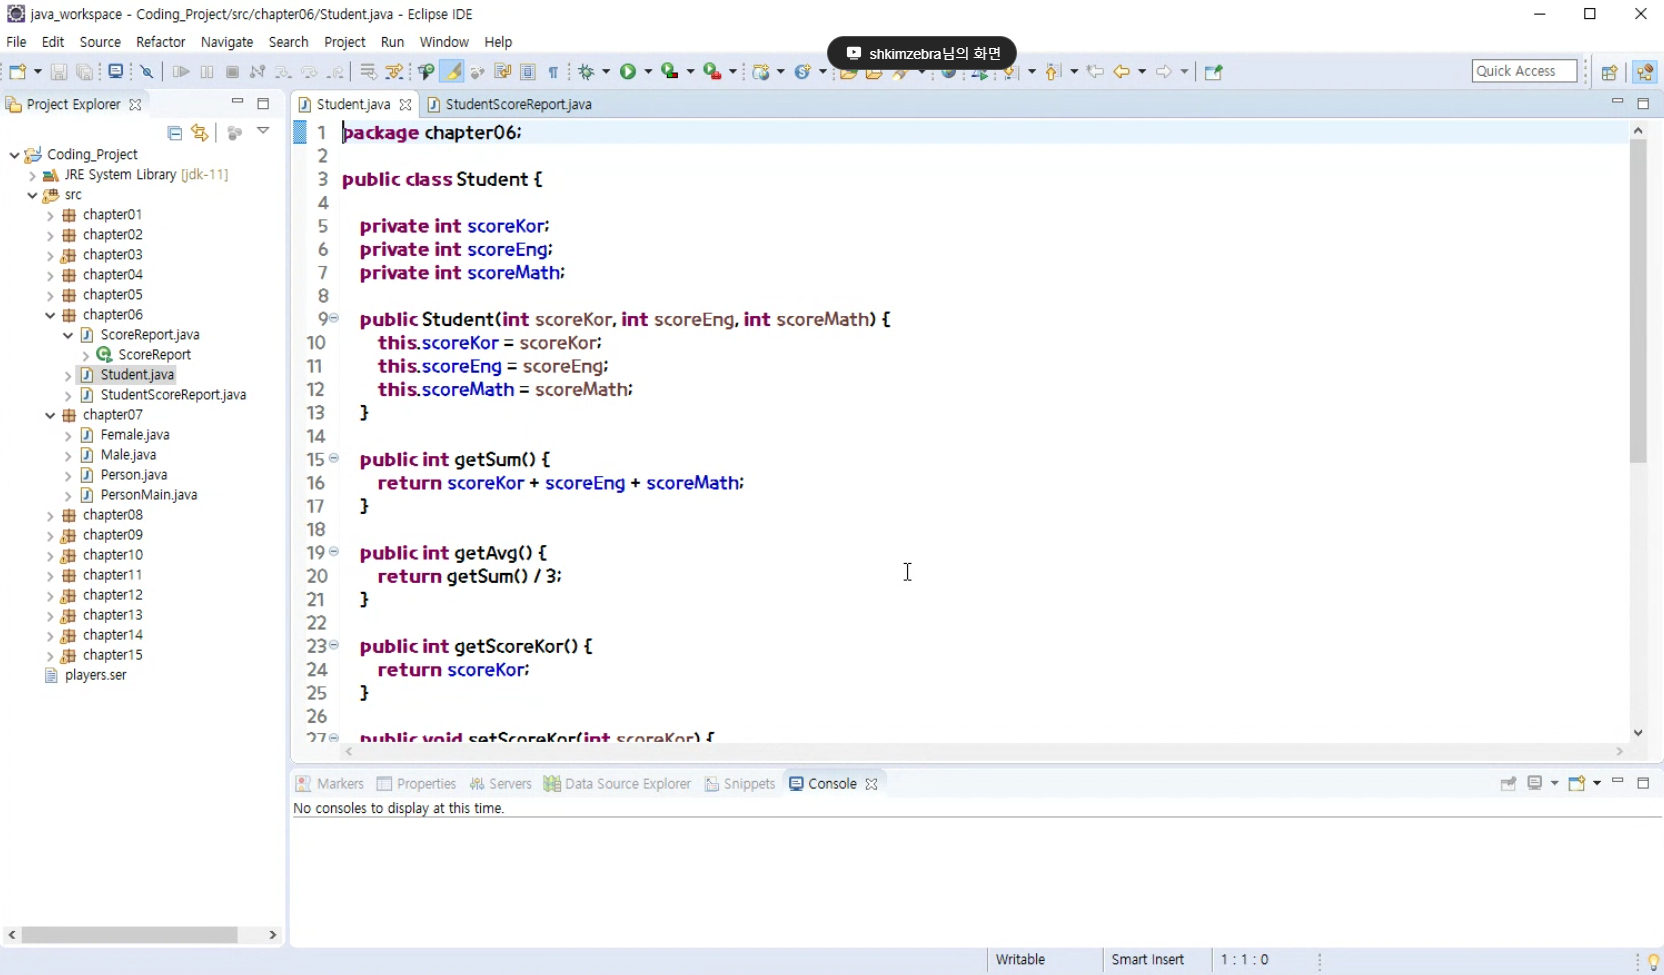 java_workspace - Coding_Project/src/chapter06/Student.java - Eclipse IDE
File Edit Source Refactor Navigate Search Project Run Window Help
shkimzebra님의 화면
Quick Access
Project Explorer
Student.java StudentScoreReport.java
Coding_Project
JRE System Library [jdk-11]
src
chapter01
chapter02
chapter03
chapter04
chapter05
chapter06
ScoreReport.java
ScoreReport
Student.java
StudentScoreReport.java
chapter07
Female.java
Male.java
Person.java
PersonMain.java
chapter08
chapter09
chapter10
chapter11
chapter12
chapter13
chapter14
chapter15
players.ser
1 package chapter06;
2
3 public class Student {
4
5 private int scoreKor;
6 private int scoreEng;
7 private int scoreMath;
8
9 public Student(int scoreKor, int scoreEng, int scoreMath) {
10 this.scoreKor = scoreKor;
11 this.scoreEng = scoreEng;
12 this.scoreMath = scoreMath;
13 }
14
15 public int getSum() {
16 return scoreKor + scoreEng + scoreMath;
17 }
18
19 public int getAvg() {
20 return getSum() / 3;
21 }
22
23 public int getScoreKor() {
24 return scoreKor;
25 }
26
27 public void setScoreKor(int scoreKor) {
Markers Properties Servers Data Source Explorer Snippets Console
No consoles to display at this time.
Writable Smart Insert 1 : 1 : 0